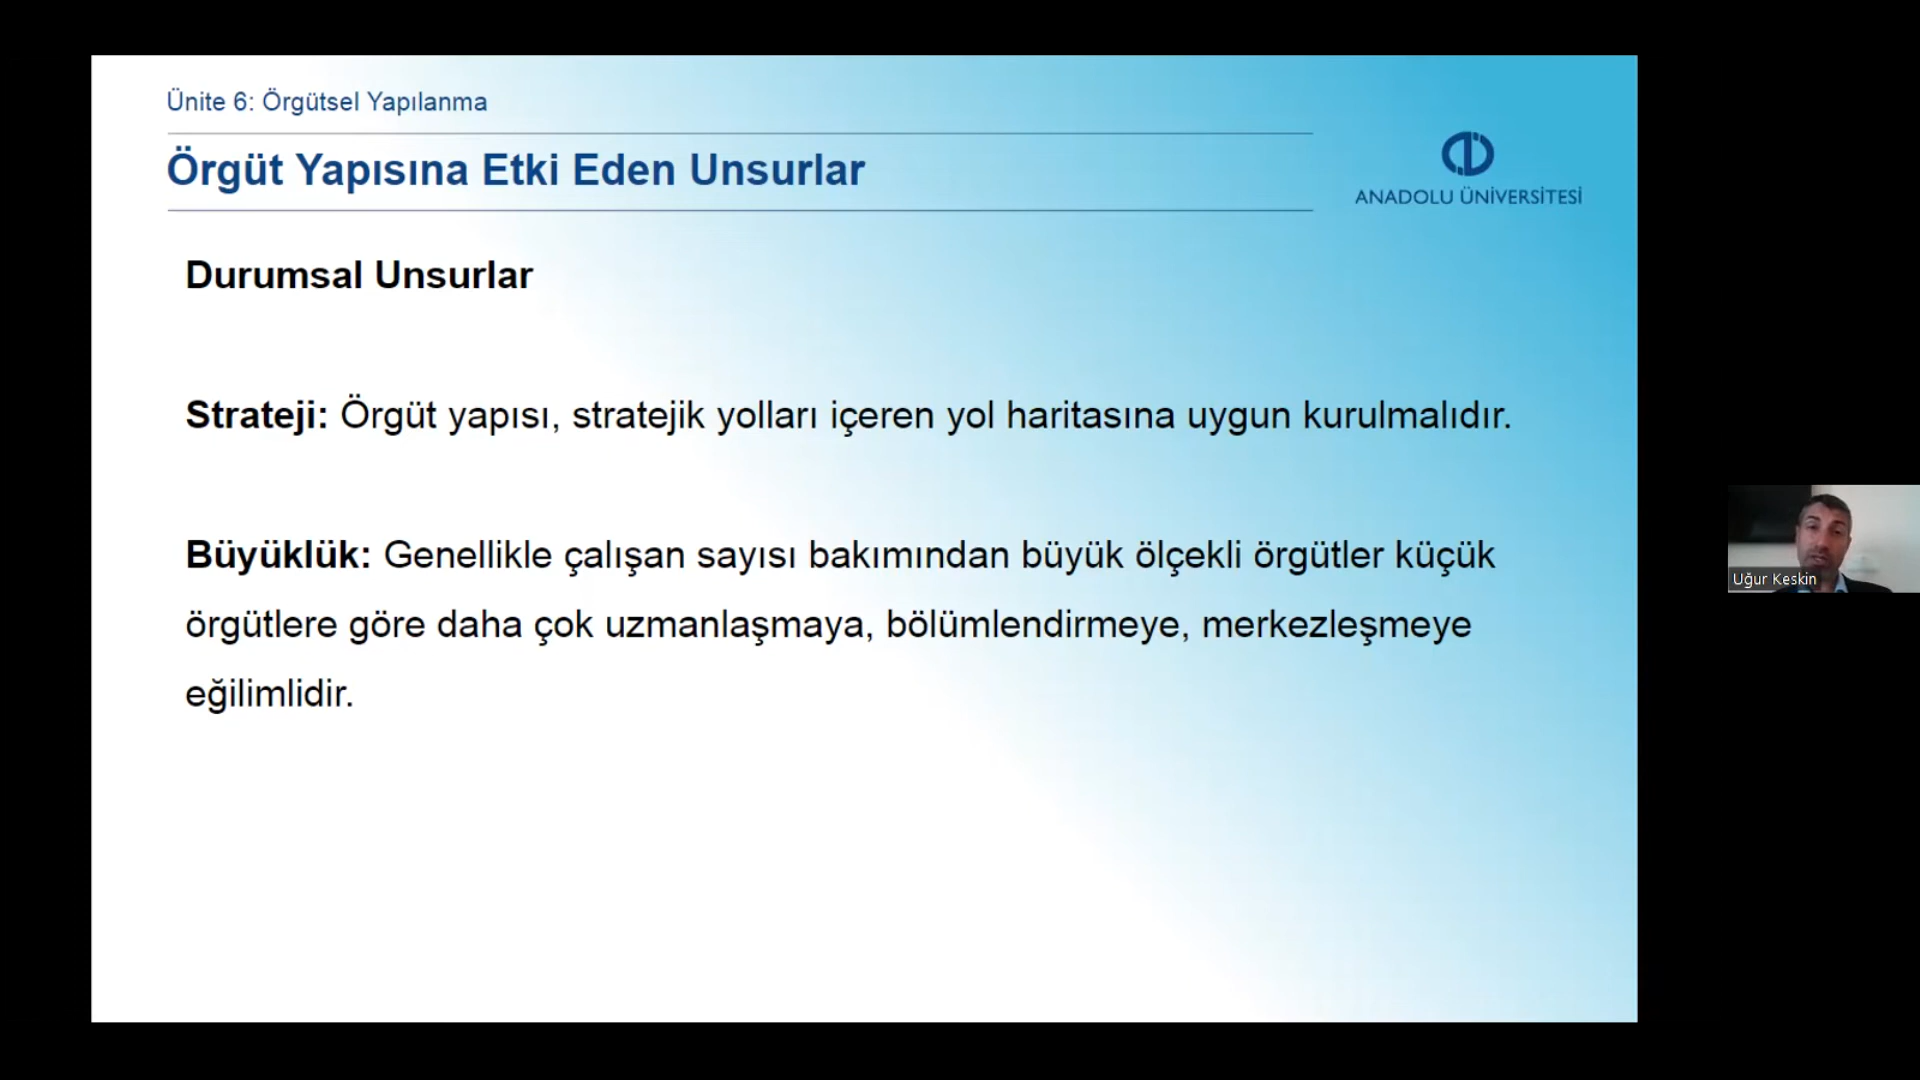 Ünite 6: Örgütsel Yapılanma
Örgüt Yapısına Etki Eden Unsurlar
ANADOLU ÜNİVERSİTESİ
Durumsal Unsurlar
Strateji: Örgüt yapısı, stratejik yolları içeren yol haritasına uygun kurulmalıdır.
Büyüklük: Genellikle çalışan sayısı bakımından büyük ölçekli örgütler küçük
örgütlere göre daha çok uzmanlaşmaya, bölümlendirmeye, merkezleşmeye
eğilimlidir.
Uğur Keskin